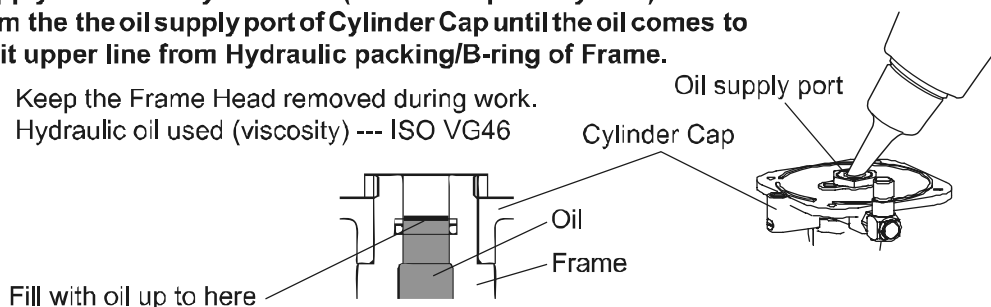 m the the oil supply port of Cylinder Cap until the oil comes to
it upper line from Hydraulic packing/B-ring of Frame.
Keep the Frame Head removed during work.
Hydraulic oil used (viscosity) --- ISO VG46
Oil supply port
Cylinder Cap
Oil
Frame
Fill with oil up to here